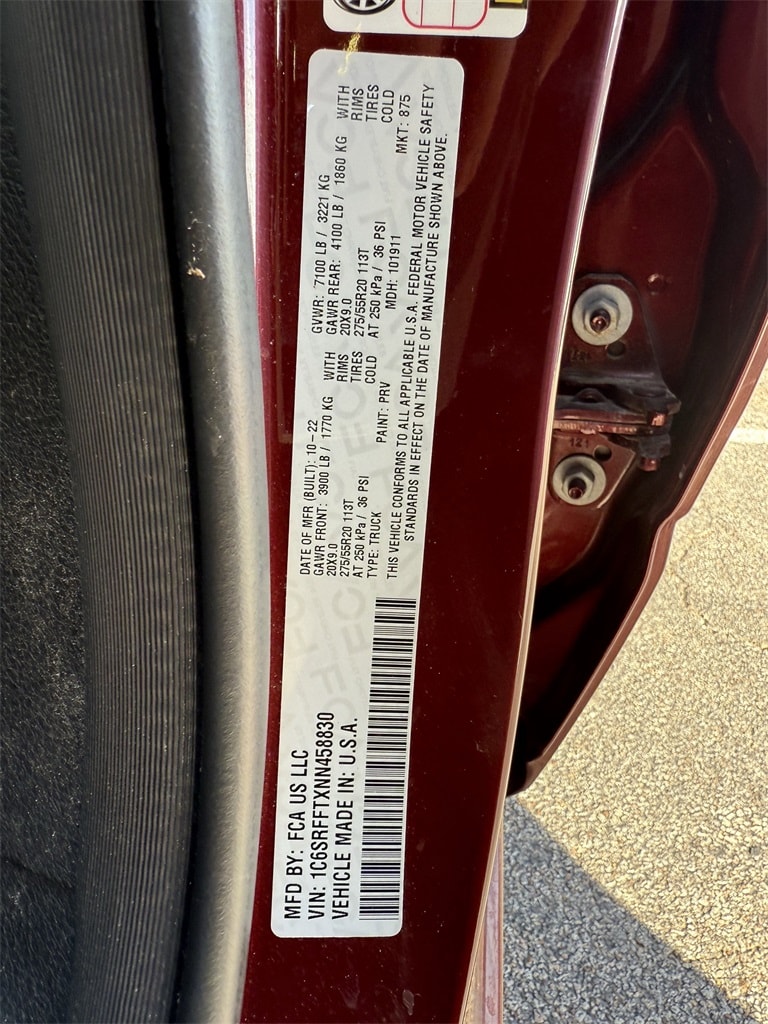 MFD BY: FCA US LLC
VIN: 1C6SRFFTXNN458830
VEHICLE MADE IN: U.S.A.
DATE OF MFR (BUILT): 10-22 GVWR: 7100 LB / 3221 KG
GAWR FRONT: 3900 LB / 1770 KG WITH GAWR REAR: 4100 LB / 1860 KG WITH
20X9.0 RIMS 20X9.0 RIMS
275/55R20 113T TIRES 275/55R20 113T TIRES
AT 250 kPa / 36 PSI COLD AT 250 kPa / 36 PSI COLD
TYPE: TRUCK PAINT: PRV MDH: 101911 MKT: 875
THIS VEHICLE CONFORMS TO ALL APPLICABLE U.S.A. FEDERAL MOTOR VEHICLE SAFETY
STANDARDS IN EFFECT ON THE DATE OF MANUFACTURE SHOWN ABOVE.
121